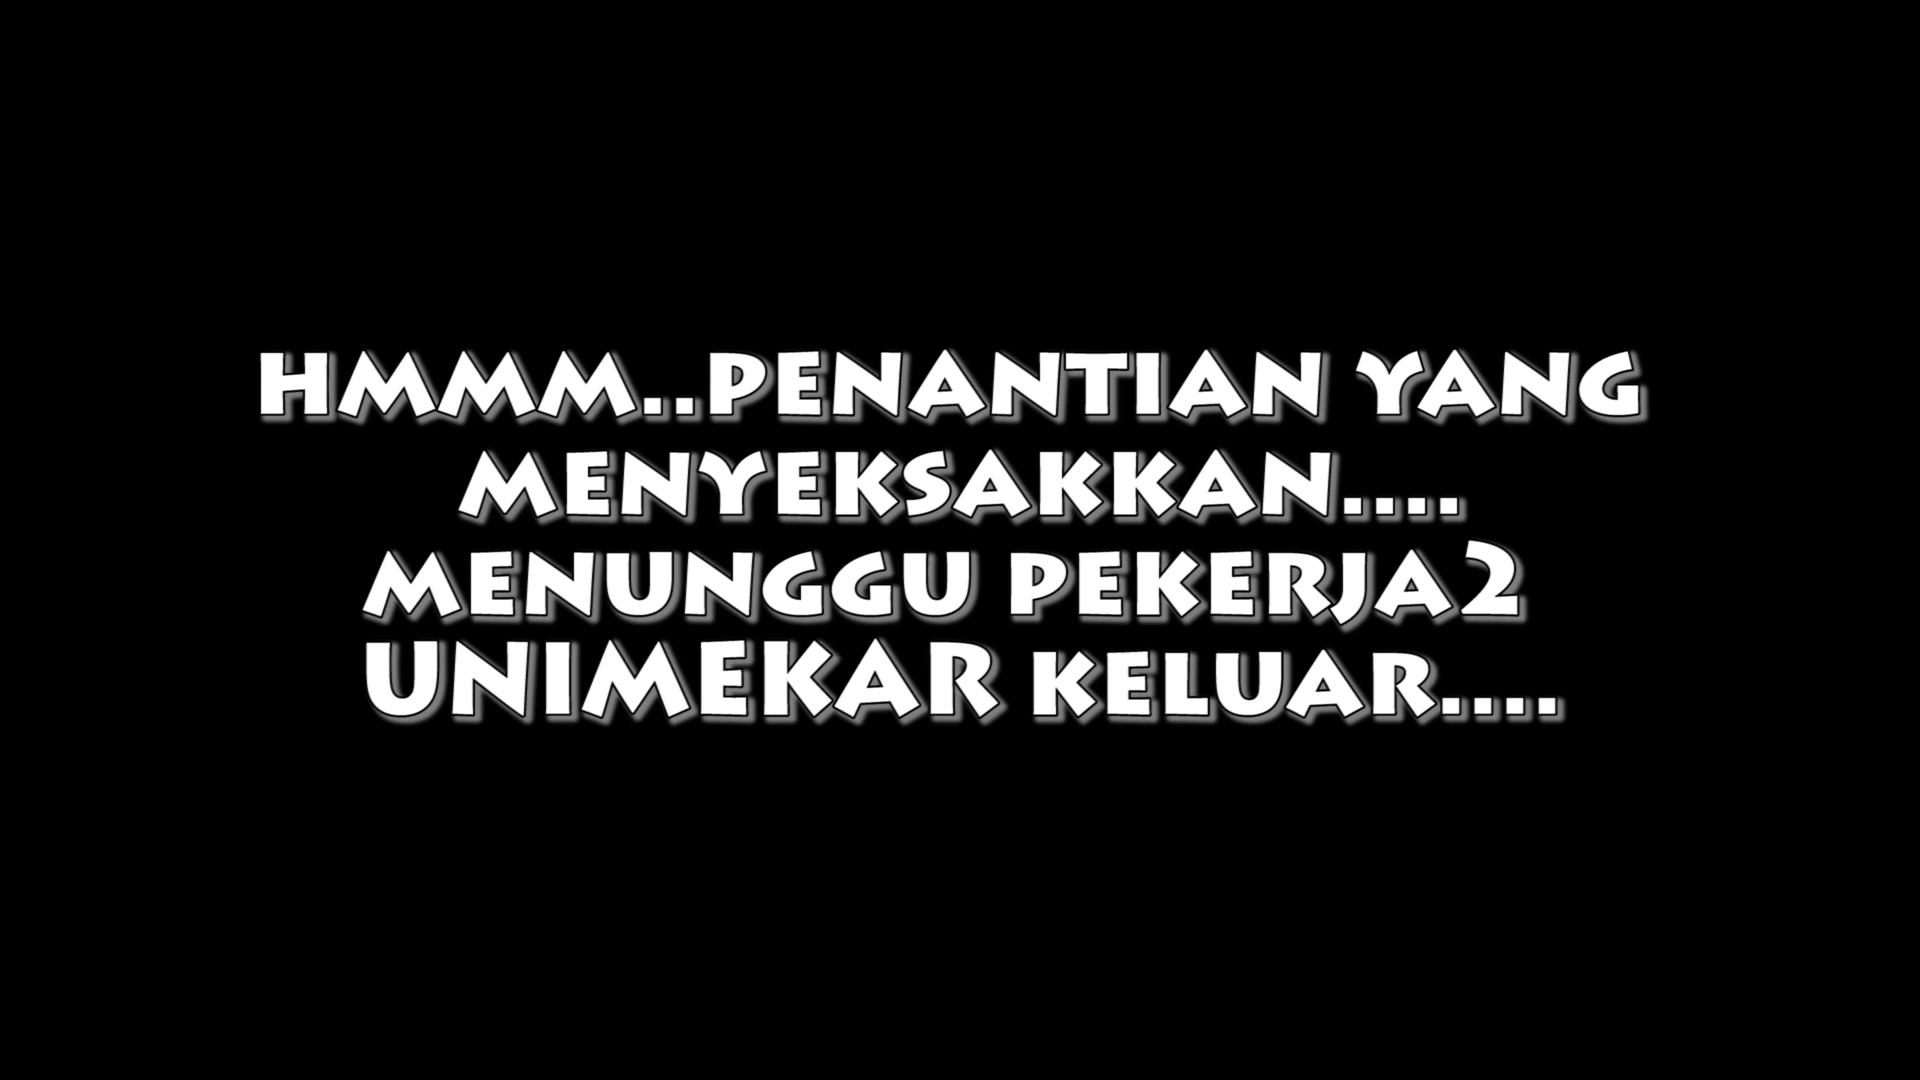 HMMM..PENANTIAN YANG
MENYEKSAKKAN....
MENUNGGU PEKERJA2
UNIMEKAR KELUAR....